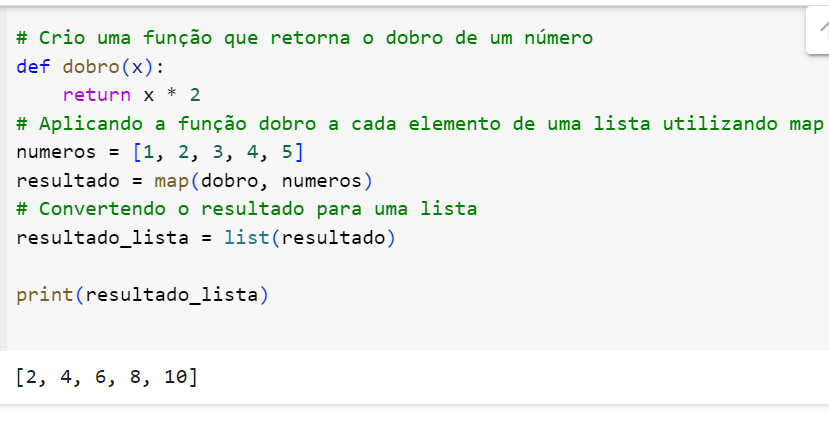 # Crio uma função que retorna o dobro de um número
def dobro(x):
    return x * 2
# Aplicando a função dobro a cada elemento de uma lista utilizando map
numeros = [1, 2, 3, 4, 5]
resultado = map(dobro, numeros)
# Convertendo o resultado para uma lista
resultado_lista = list(resultado)

print(resultado_lista)

[2, 4, 6, 8, 10]